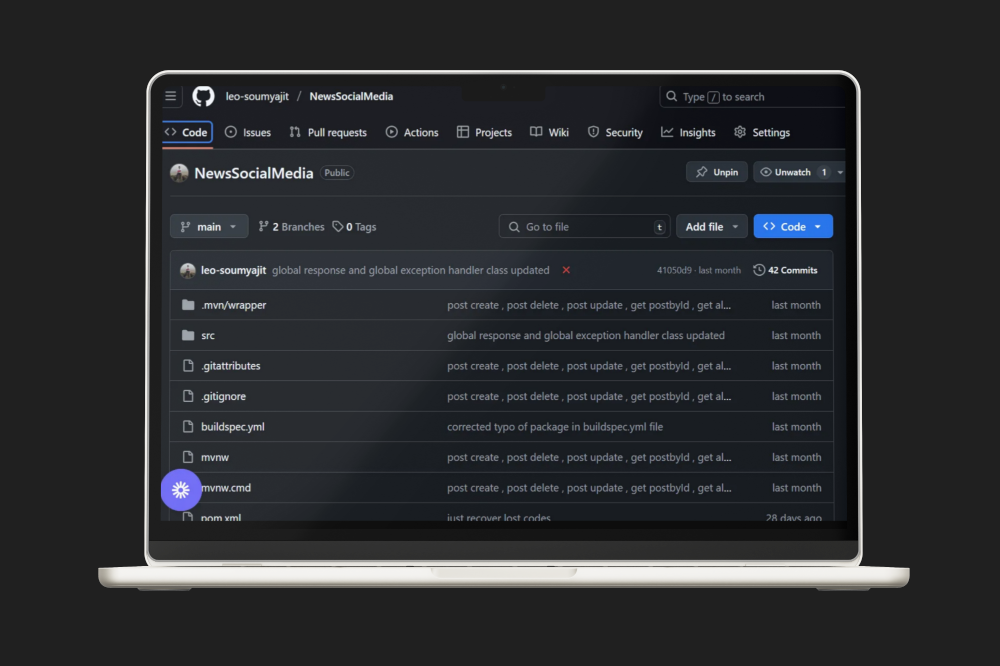 leo-soumyajit / NewsSocialMedia Type / to search
<> Code Issues Pull requests Actions Projects Wiki Security Insights Settings
NewsSocialMedia Public Unpin Unwatch 1
main 2 Branches 0 Tags Go to file t Add file <> Code
leo-soumyajit global response and global exception handler class updated 41050d9 · last month 42 Commits
.mvn/wrapper post create , post delete , post update , get postbyId , get al... last month
src global response and global exception handler class updated last month
.gitattributes post create , post delete , post update , get postbyId , get al... last month
.gitignore post create , post delete , post update , get postbyId , get al... last month
buildspec.yml corrected typo of package in buildspec.yml file last month
mvnw post create , post delete , post update , get postbyId , get al... last month
mvnw.cmd post create , post delete , post update , get postbyId , get al... last month
pom.xml just recover lost codes 28 days ago